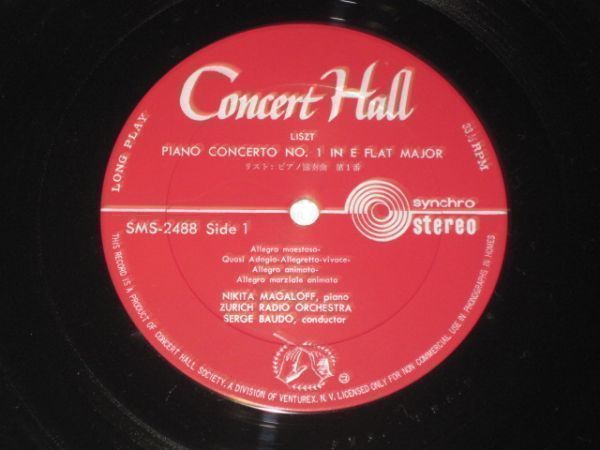 Concert Hall
LISZT
PIANO CONCERTO NO. 1 IN E FLAT MAJOR
リスト: ピアノ協奏曲 第1番
LONG PLAY
33⅓ RPM
synchro
stereo
SMS-2488 Side 1
Allegro maestoso-
Quasi Adagio-Allegretto-vivace-
Allegro animato-
Allegro marziale animato
NIKITA MAGALOFF, piano
ZURICH RADIO ORCHESTRA
SERGE BAUDO, conductor
THIS RECORD IS A PRODUCT OF CONCERT HALL SOCIETY, A DIVISION OF VENTUREX, N. V. LICENSED ONLY FOR NON COMMERCIAL USE IN PHONOGRAPHS IN HOMES